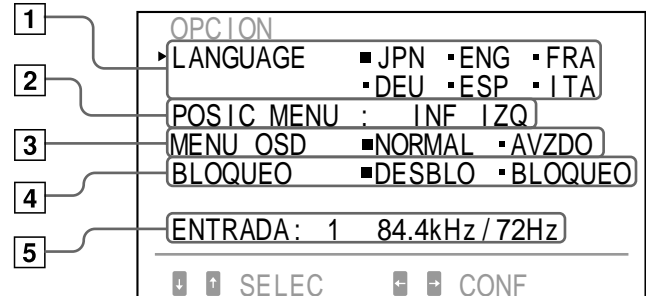 OPCION
1
LANGUAGE ■ JPN ▪ ENG ▪ FRA
▪ DEU ▪ ESP ▪ ITA
2
POSIC MENU : INF IZQ
3
MENU OSD ■NORMAL ▪AVZDO
4
BLOQUEO ■DESBLO ▪BLOQUEO
5
ENTRADA: 1 84.4kHz/72Hz
↓ ↑ SELEC ← → CONF